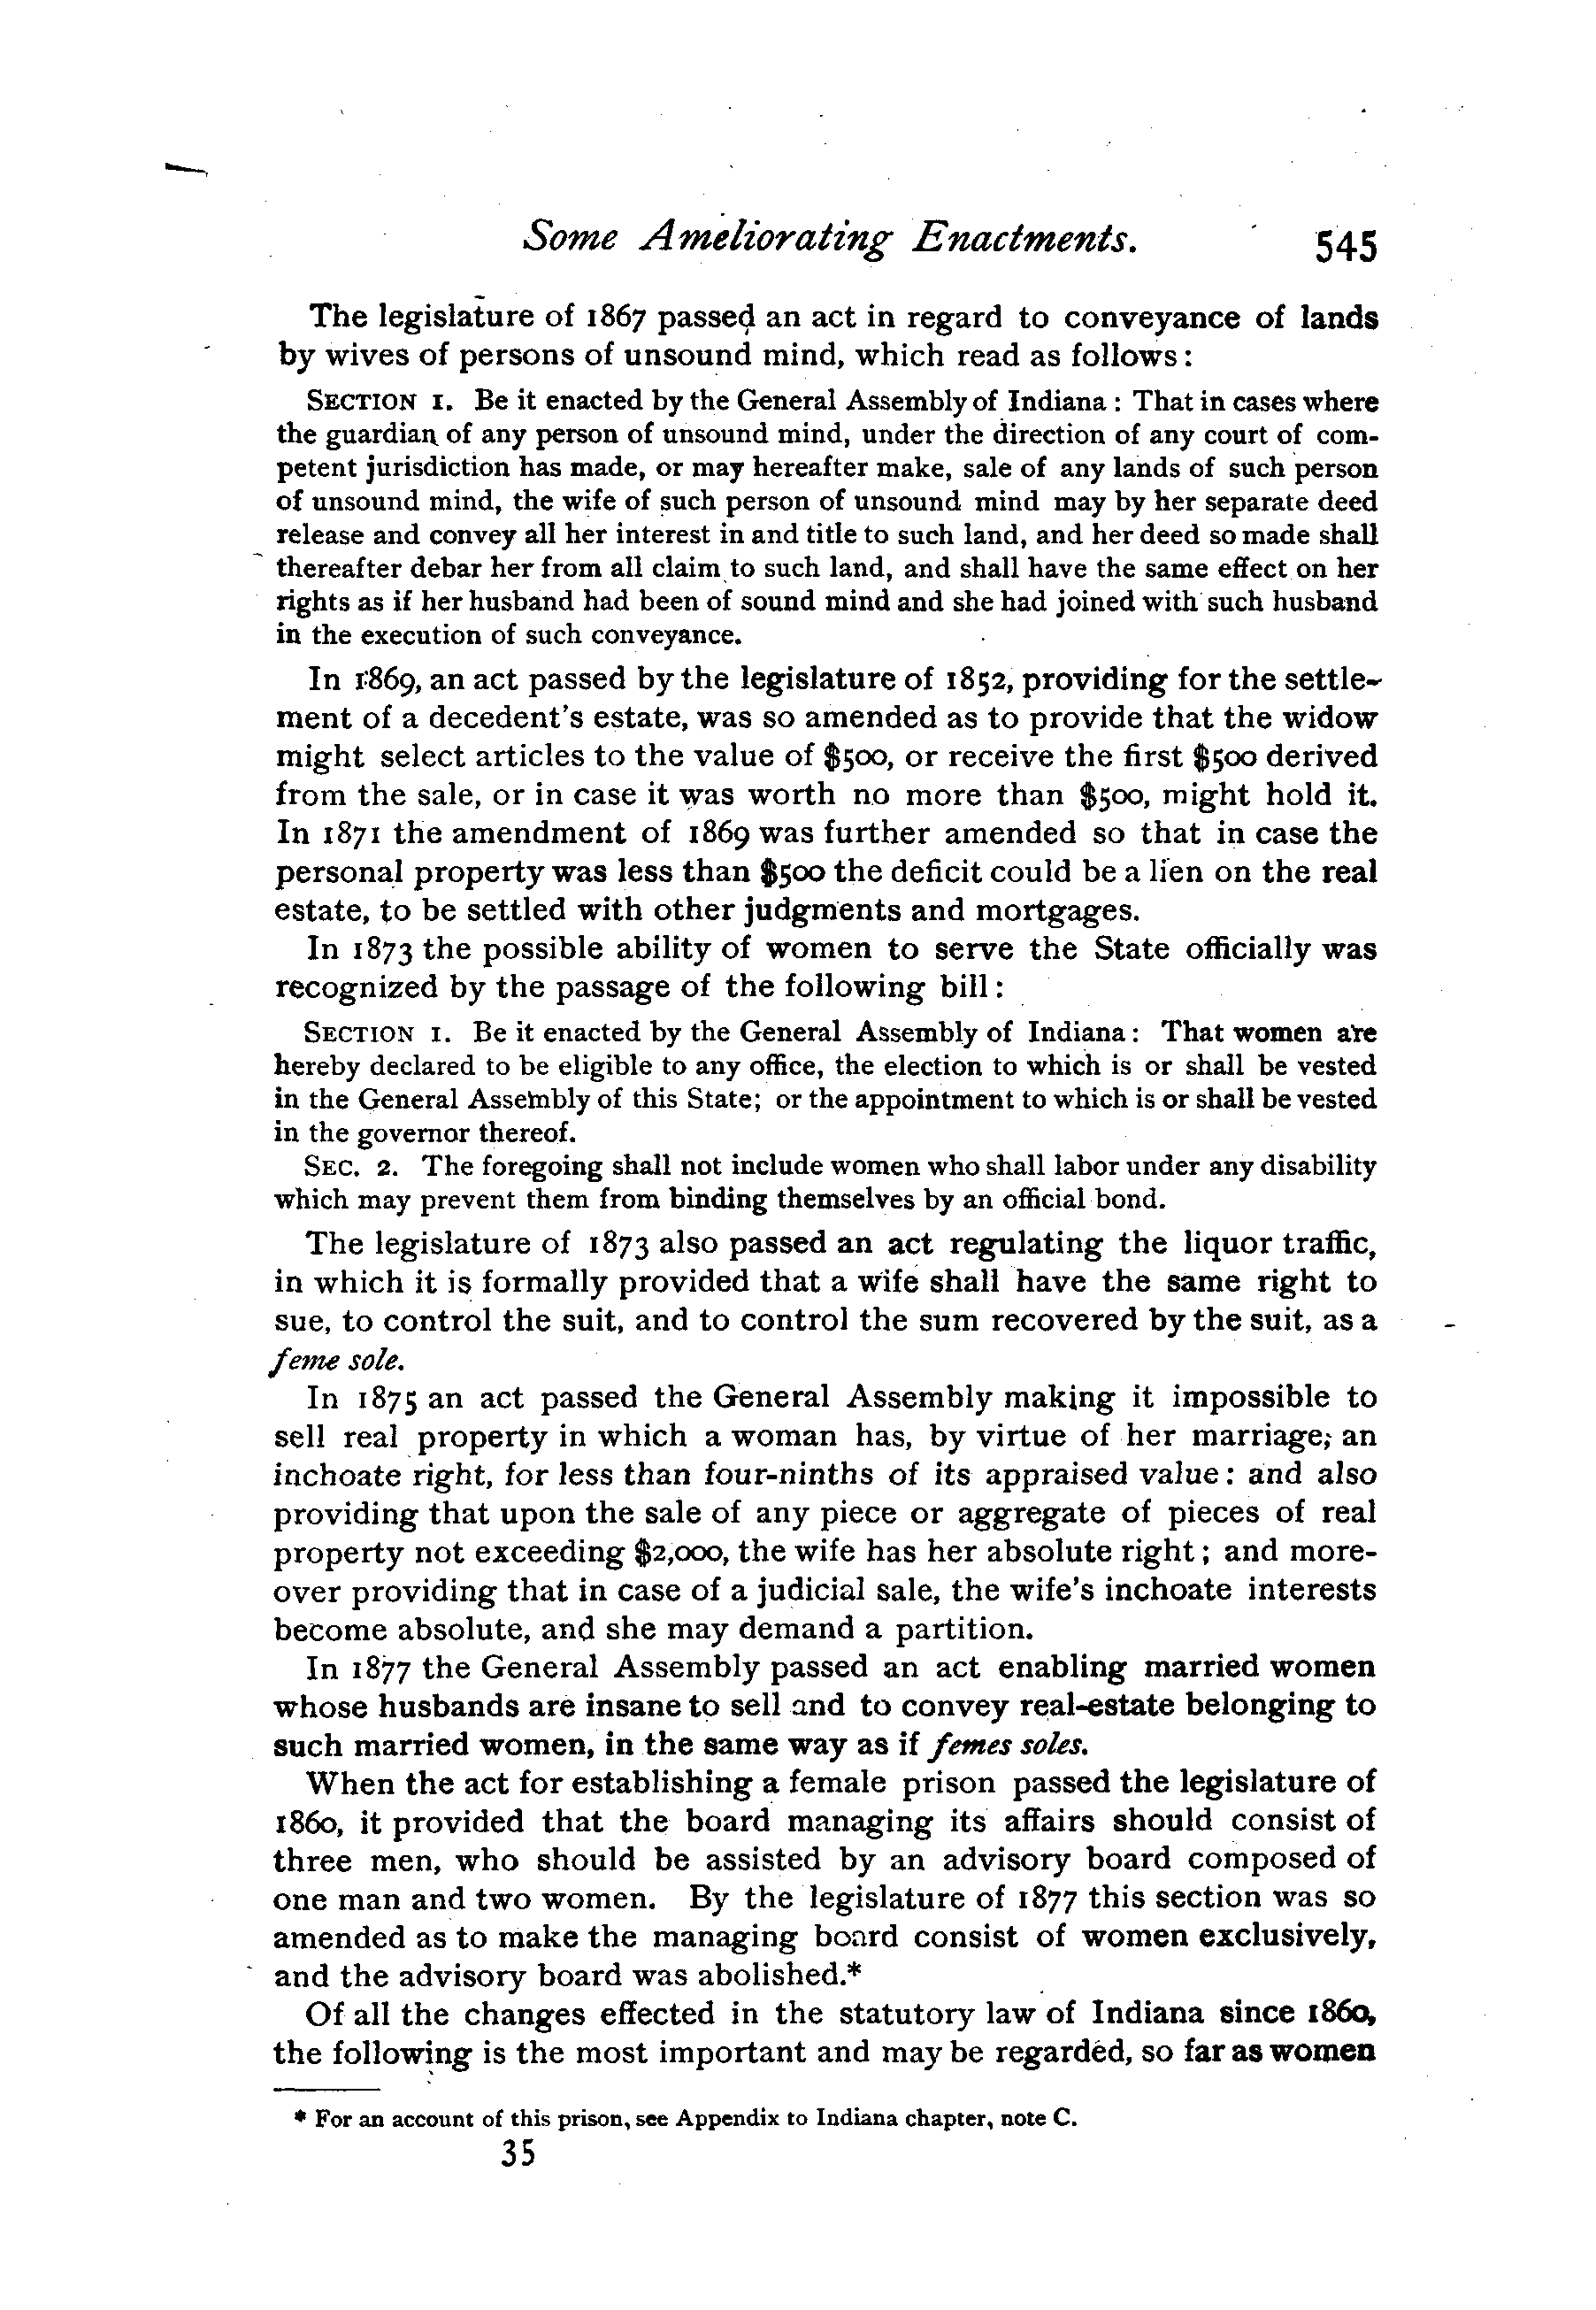 Some Ameliorating Enactments. 545
The legislature of 1867 passed an act in regard to conveyance of lands
by wives of persons of unsound mind, which read as follows:
SECTION 1. Be it enacted by the General Assembly of Indiana: That in cases where
the guardian of any person of unsound mind, under the direction of any court of com-
petent jurisdiction has made, or may hereafter make, sale of any lands of such person
of unsound mind, the wife of such person of unsound mind may by her separate deed
release and convey all her interest in and title to such land, and her deed so made shall
thereafter debar her from all claim to such land, and shall have the same effect on her
rights as if her husband had been of sound mind and she had joined with such husband
in the execution of such conveyance.
In 1869, an act passed by the legislature of 1852, providing for the settle-
ment of a decedent's estate, was so amended as to provide that the widow
might select articles to the value of $500, or receive the first $500 derived
from the sale, or in case it was worth no more than $500, might hold it.
In 1871 the amendment of 1869 was further amended so that in case the
personal property was less than $500 the deficit could be a lien on the real
estate, to be settled with other judgments and mortgages.
In 1873 the possible ability of women to serve the State officially was
recognized by the passage of the following bill:
SECTION 1. Be it enacted by the General Assembly of Indiana: That women are
hereby declared to be eligible to any office, the election to which is or shall be vested
in the General Assembly of this State; or the appointment to which is or shall be vested
in the governor thereof.
SEC. 2. The foregoing shall not include women who shall labor under any disability
which may prevent them from binding themselves by an official bond.
The legislature of 1873 also passed an act regulating the liquor traffic,
in which it is formally provided that a wife shall have the same right to
sue, to control the suit, and to control the sum recovered by the suit, as a
feme sole.
In 1875 an act passed the General Assembly making it impossible to
sell real property in which a woman has, by virtue of her marriage, an
inchoate right, for less than four-ninths of its appraised value: and also
providing that upon the sale of any piece or aggregate of pieces of real
property not exceeding $2,000, the wife has her absolute right; and more-
over providing that in case of a judicial sale, the wife's inchoate interests
become absolute, and she may demand a partition.
In 1877 the General Assembly passed an act enabling married women
whose husbands are insane to sell and to convey real-estate belonging to
such married women, in the same way as if femes soles.
When the act for establishing a female prison passed the legislature of
1860, it provided that the board managing its affairs should consist of
three men, who should be assisted by an advisory board composed of
one man and two women. By the legislature of 1877 this section was so
amended as to make the managing board consist of women exclusively,
and the advisory board was abolished.*
Of all the changes effected in the statutory law of Indiana since 1860,
the following is the most important and may be regarded, so far as women
* For an account of this prison, see Appendix to Indiana chapter, note C.
35